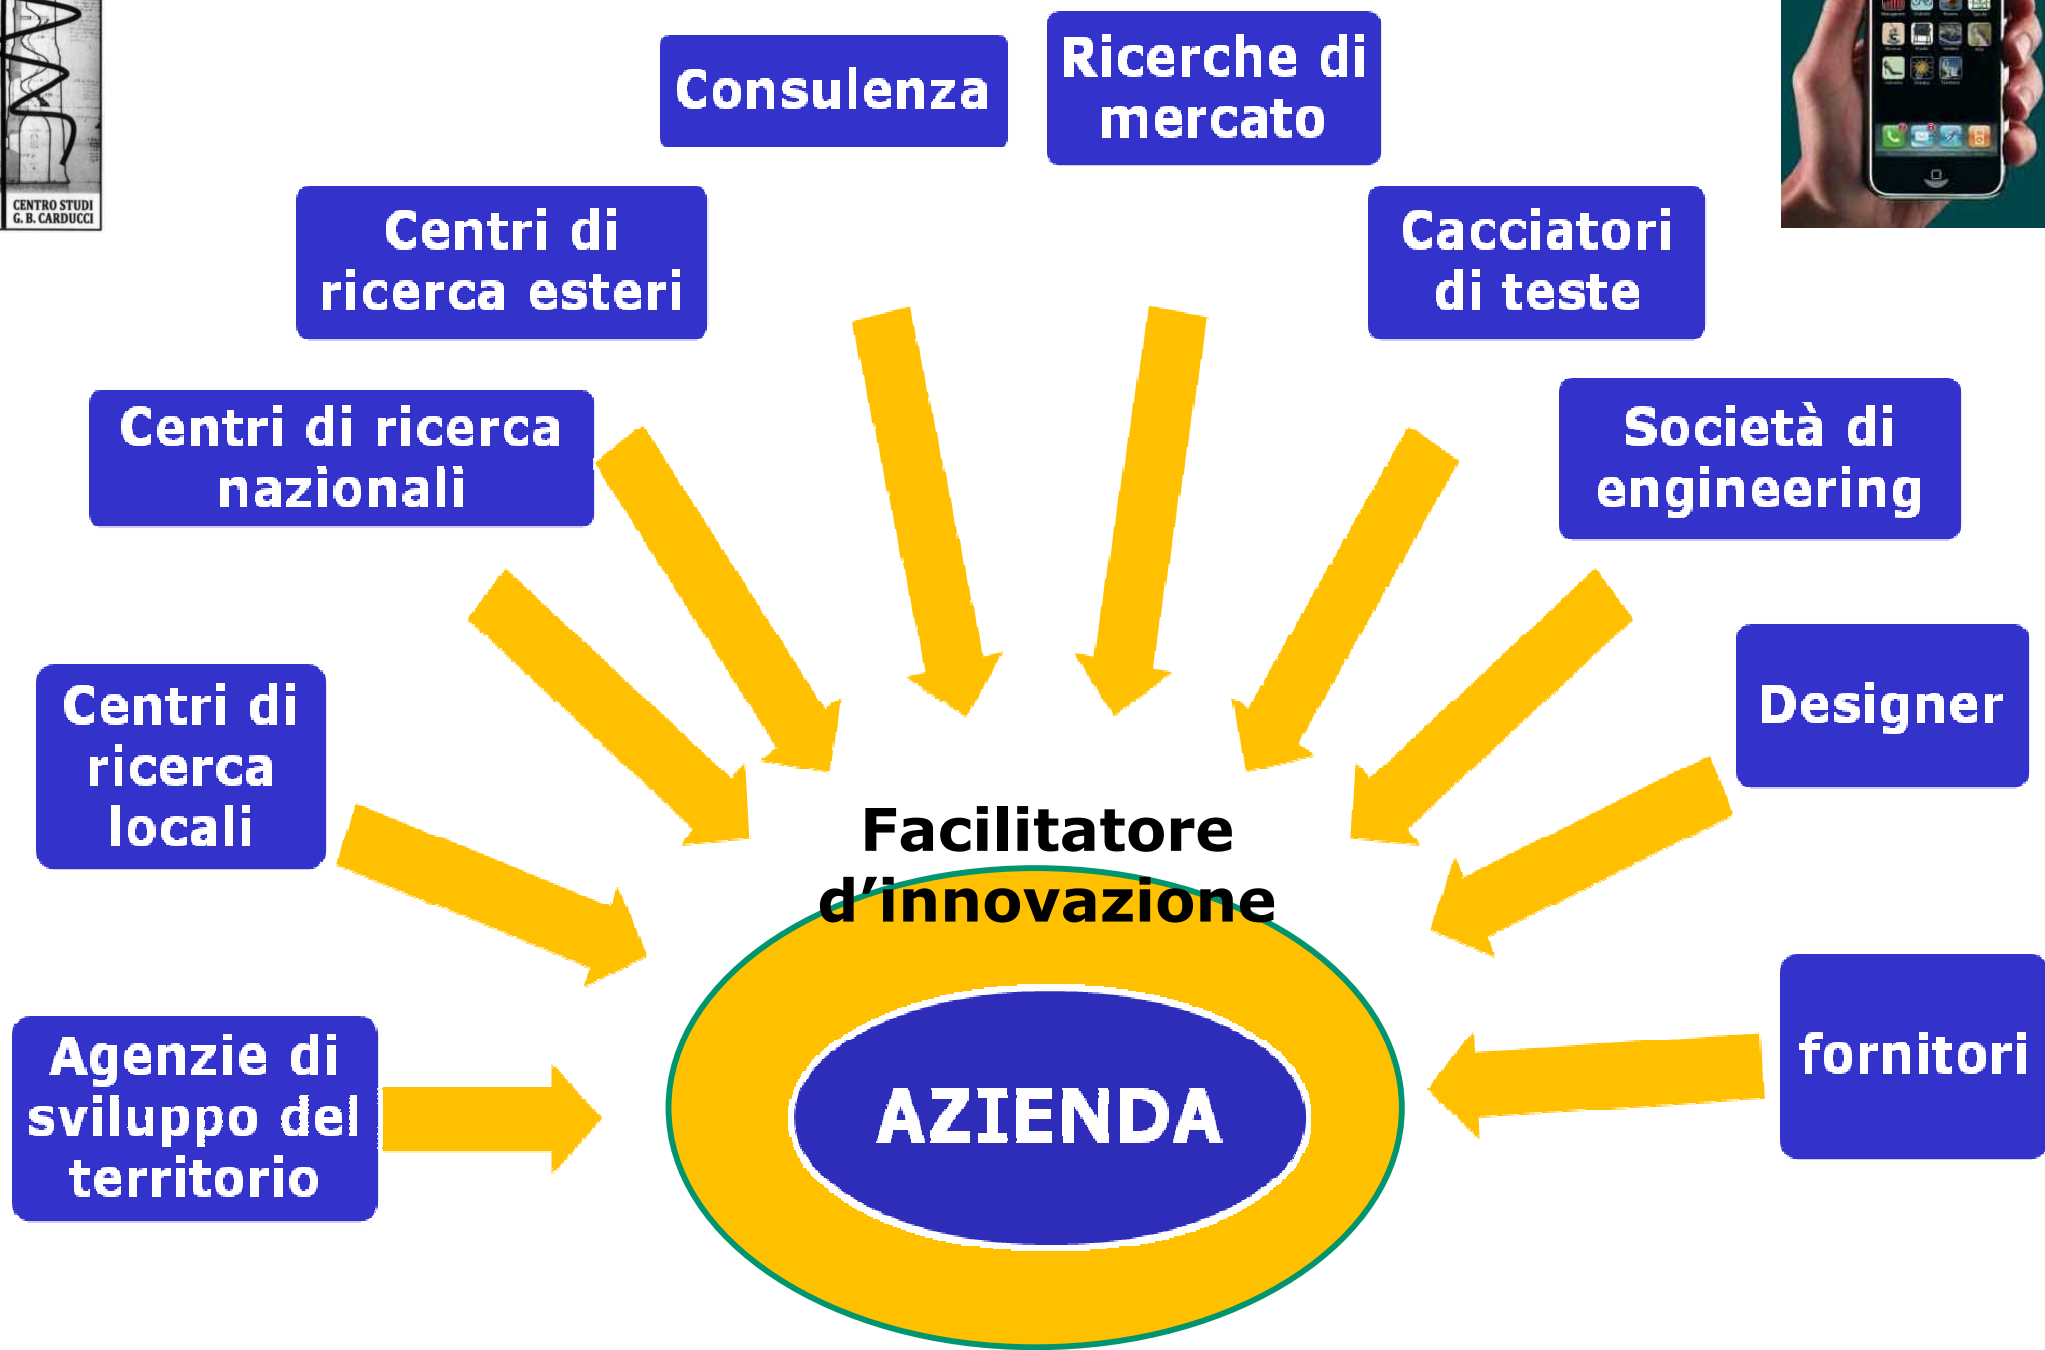 CENTRO STUDI
G. B. CARDUCCI
Consulenza
Ricerche di
mercato
Centri di
ricerca esteri
Cacciatori
di teste
Centri di ricerca
nazionali
Società di
engineering
Centri di
ricerca
locali
Designer
Facilitatore
d’innovazione
Agenzie di
sviluppo del
territorio
AZIENDA
fornitori